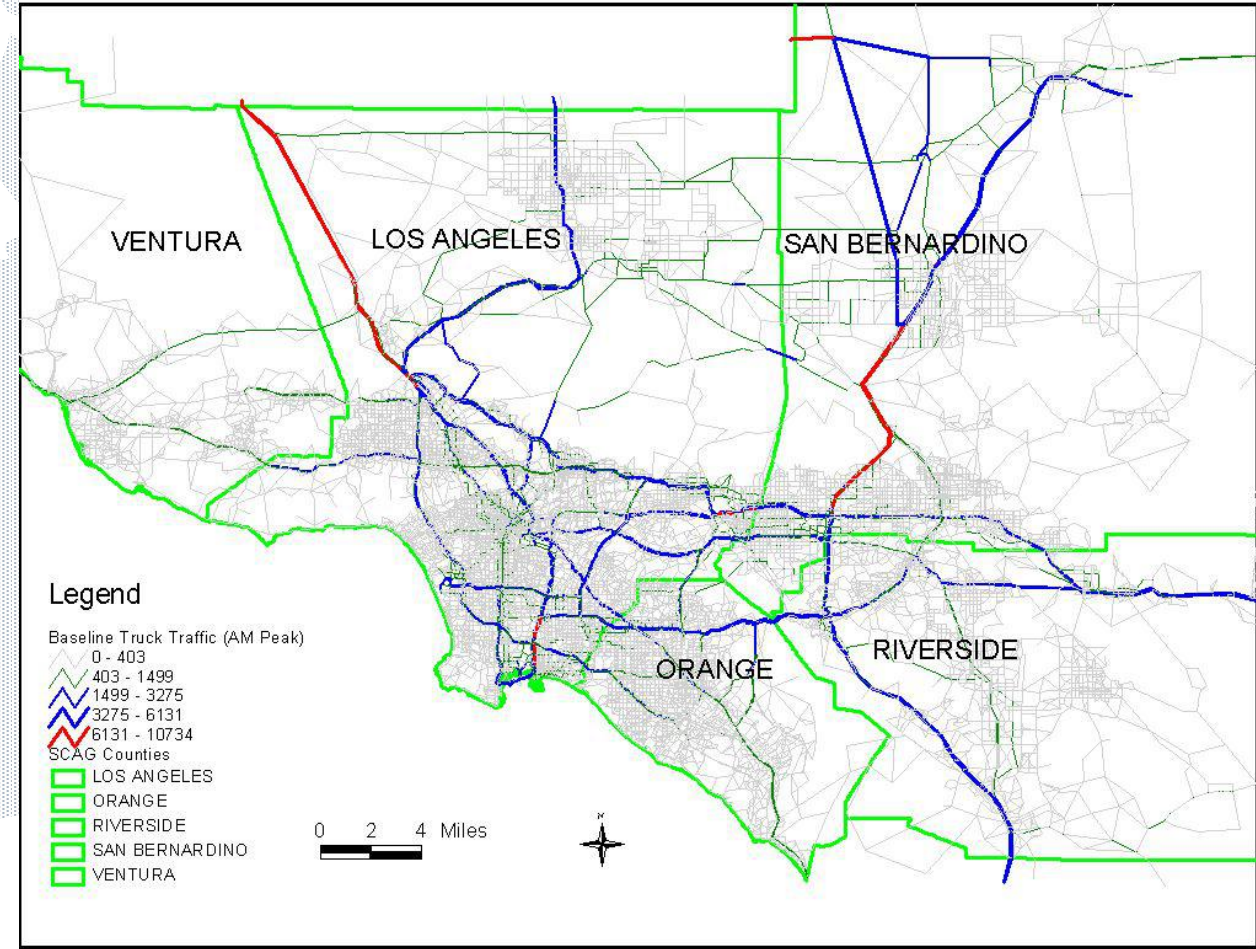 VENTURA
LOS ANGELES
SAN BERNARDINO
ORANGE
RIVERSIDE
Legend
Baseline Truck Traffic (AM Peak)
0 - 403
403 - 1499
1499 - 3275
3275 - 6131
6131 - 10734
SCAG Counties
LOS ANGELES
ORANGE
RIVERSIDE
SAN BERNARDINO
VENTURA
0 2 4 Miles
N